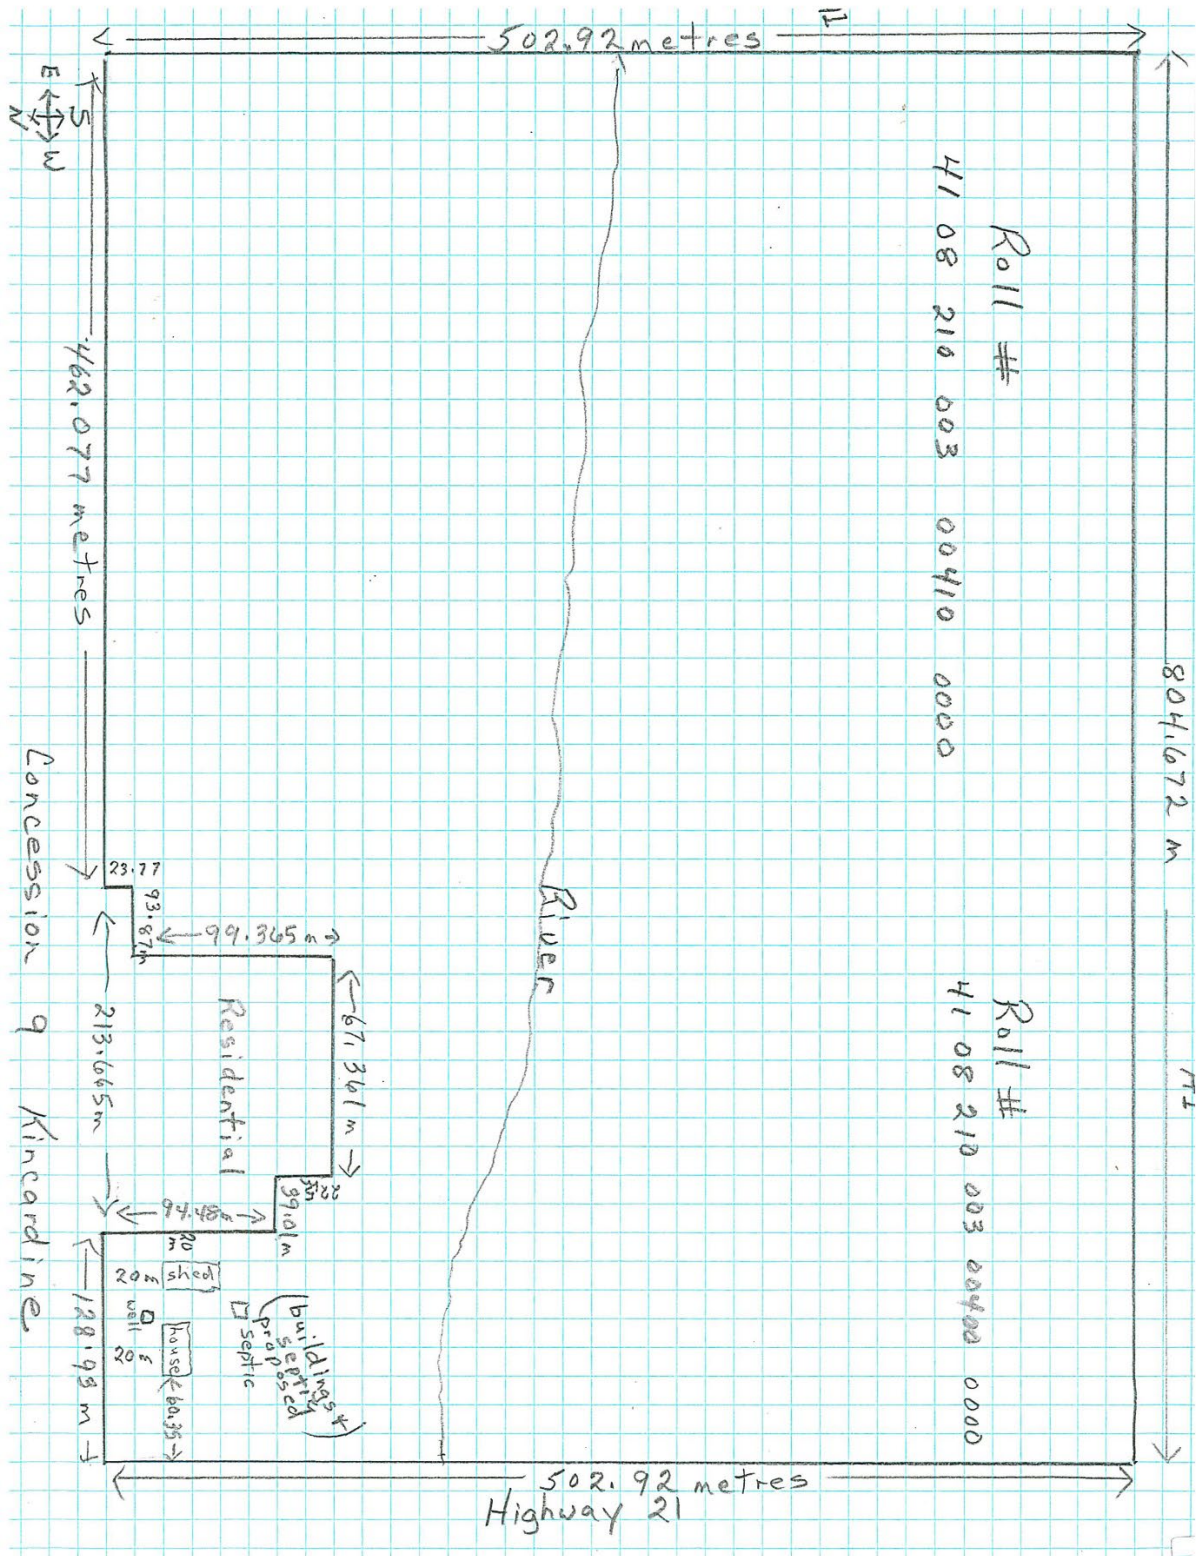 502.92 metres
E
S
N
W
804.672 m
Roll #
41 08 210 003 00410 0000
462.077 metres
Concession 9 Kincardine
23.77
93.87m
99.365 m
River
Residential
67.361 m
213.665m
94.48m
39.01m
Roll #
41 08 210 003 00400 0000
20
m
20m
shed
well
20m
house
60.35
septic
(buildings +
septic
proposed)
128.93 m
502.92 metres
Highway 21